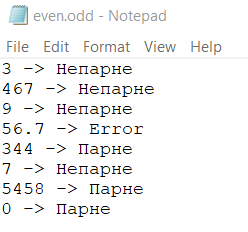 even.odd - Notepad
File Edit Format View Help
3 -> Непарне
467 -> Непарне
9 -> Непарне
56.7 -> Error
344 -> Парне
7 -> Непарне
5458 -> Парне
0 -> Парне